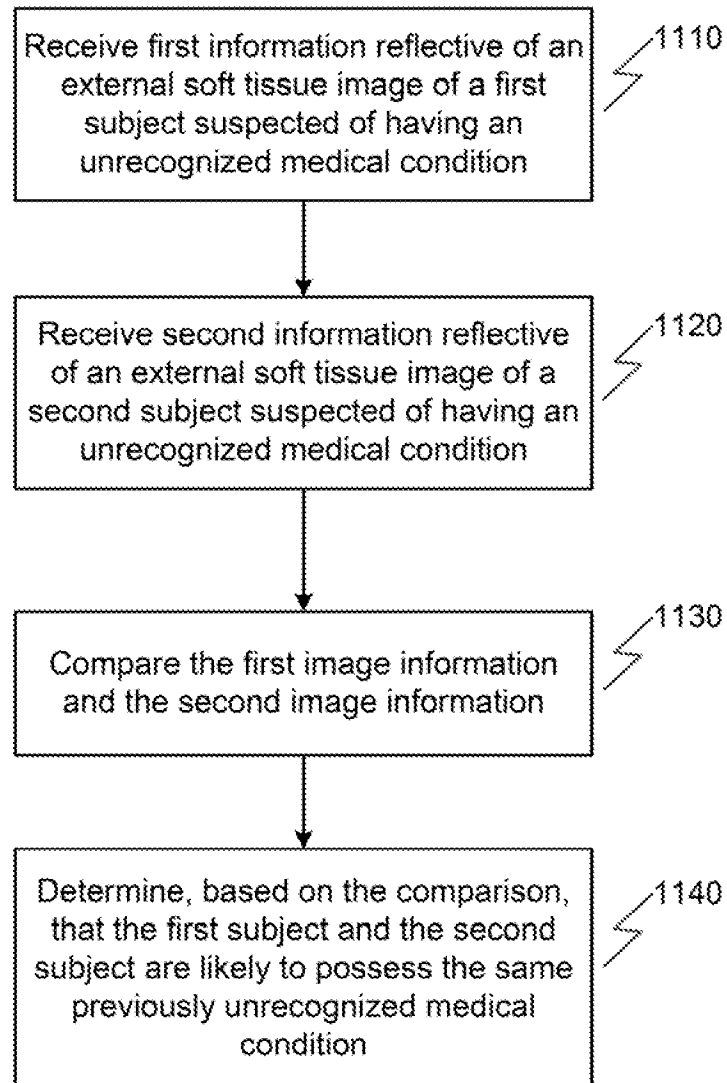 Receive first information reflective of an
external soft tissue image of a first
subject suspected of having an
unrecognized medical condition
1110
Receive second information reflective
of an external soft tissue image of a
second subject suspected of having an
unrecognized medical condition
1120
Compare the first image information
and the second image information
1130
Determine, based on the comparison,
that the first subject and the second
subject are likely to possess the same
previously unrecognized medical
condition
1140